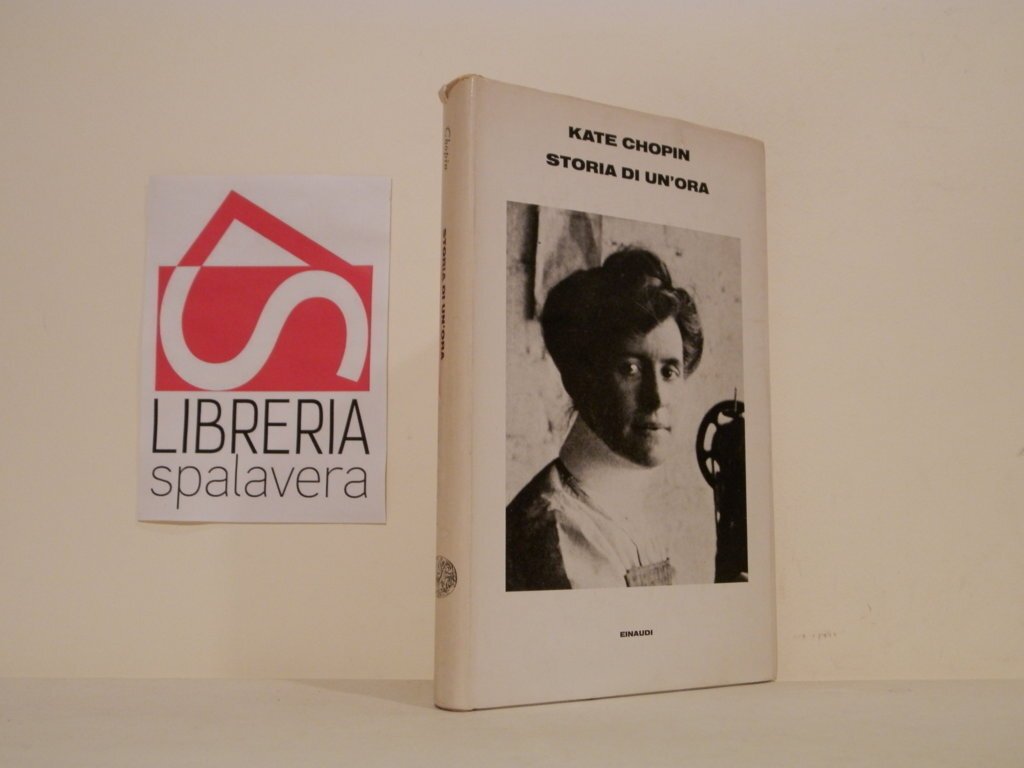 LIBRERIA
spalavera
Chopin
STORIA DI UN'ORA
KATE CHOPIN
STORIA DI UN'ORA
EINAUDI